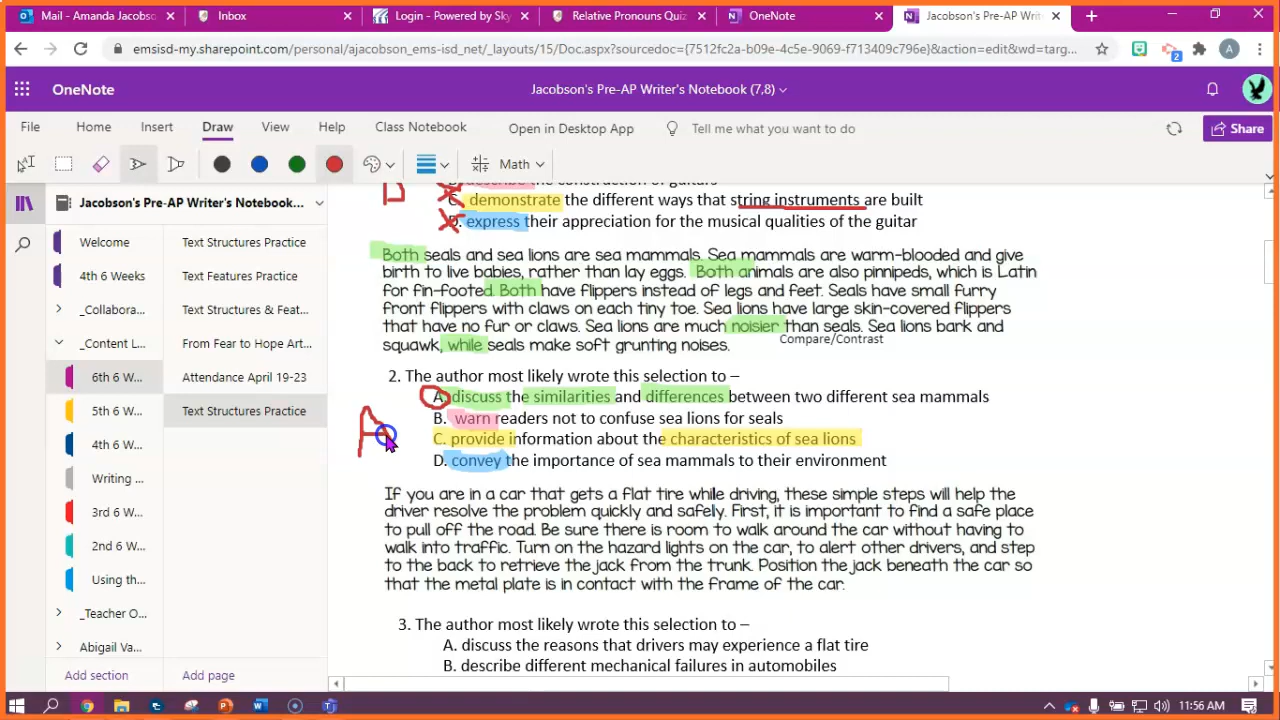 Mail - Amanda Jacobso
Inbox
Login - Powered by Sky
Relative Pronouns Quiz
OneNote
Jacobson's Pre-AP Writ
emsisd-my.sharepoint.com/personal/ajacobson_ems-isd_net/_layouts/15/Doc.aspx?sourcedoc={7512fc2a-b09e-4c5e-9069-f713409c796e}&action=edit&wd=targ...
2
A
OneNote
Jacobson's Pre-AP Writer's Notebook (7,8)
File
Home
Insert
Draw
View
Help
Class Notebook
Open in Desktop App
Tell me what you want to do
Share
Math
Jacobson's Pre-AP Writer's Notebook...
Welcome
4th 6 Weeks
_Collabora...
_Content L...
6th 6 W...
5th 6 W...
4th 6 W...
Writing ...
3rd 6 W...
2nd 6 W...
Using th...
_Teacher O...
Abigail Va...
Add section
Text Structures Practice
Text Features Practice
Text Structures & Feat...
From Fear to Hope Art...
Attendance April 19-23
Text Structures Practice
Add page
B. describe the construction of guitars
C. demonstrate the different ways that string instruments are built
D. express their appreciation for the musical qualities of the guitar
Both seals and sea lions are sea mammals. Sea mammals are warm-blooded and give
birth to live babies, rather than lay eggs. Both animals are also pinnipeds, which is Latin
for fin-footed. Both have flippers instead of legs and feet. Seals have small furry
front flippers with claws on each tiny toe. Sea lions have large skin-covered flippers
that have no fur or claws. Sea lions are much noisier than seals. Sea lions bark and
squawk, while seals make soft grunting noises.
Compare/Contrast
2. The author most likely wrote this selection to –
A. discuss the similarities and differences between two different sea mammals
B. warn readers not to confuse sea lions for seals
A
C. provide information about the characteristics of sea lions
D. convey the importance of sea mammals to their environment
If you are in a car that gets a flat tire while driving, these simple steps will help the
driver resolve the problem quickly and safely. First, it is important to find a safe place
to pull off the road. Be sure there is room to walk around the car without having to
walk into traffic. Turn on the hazard lights on the car, to alert other drivers, and step
to the back to retrieve the jack from the trunk. Position the jack beneath the car so
that the metal plate is in contact with the frame of the car.
3. The author most likely wrote this selection to –
A. discuss the reasons that drivers may experience a flat tire
B. describe different mechanical failures in automobiles
11:56 AM